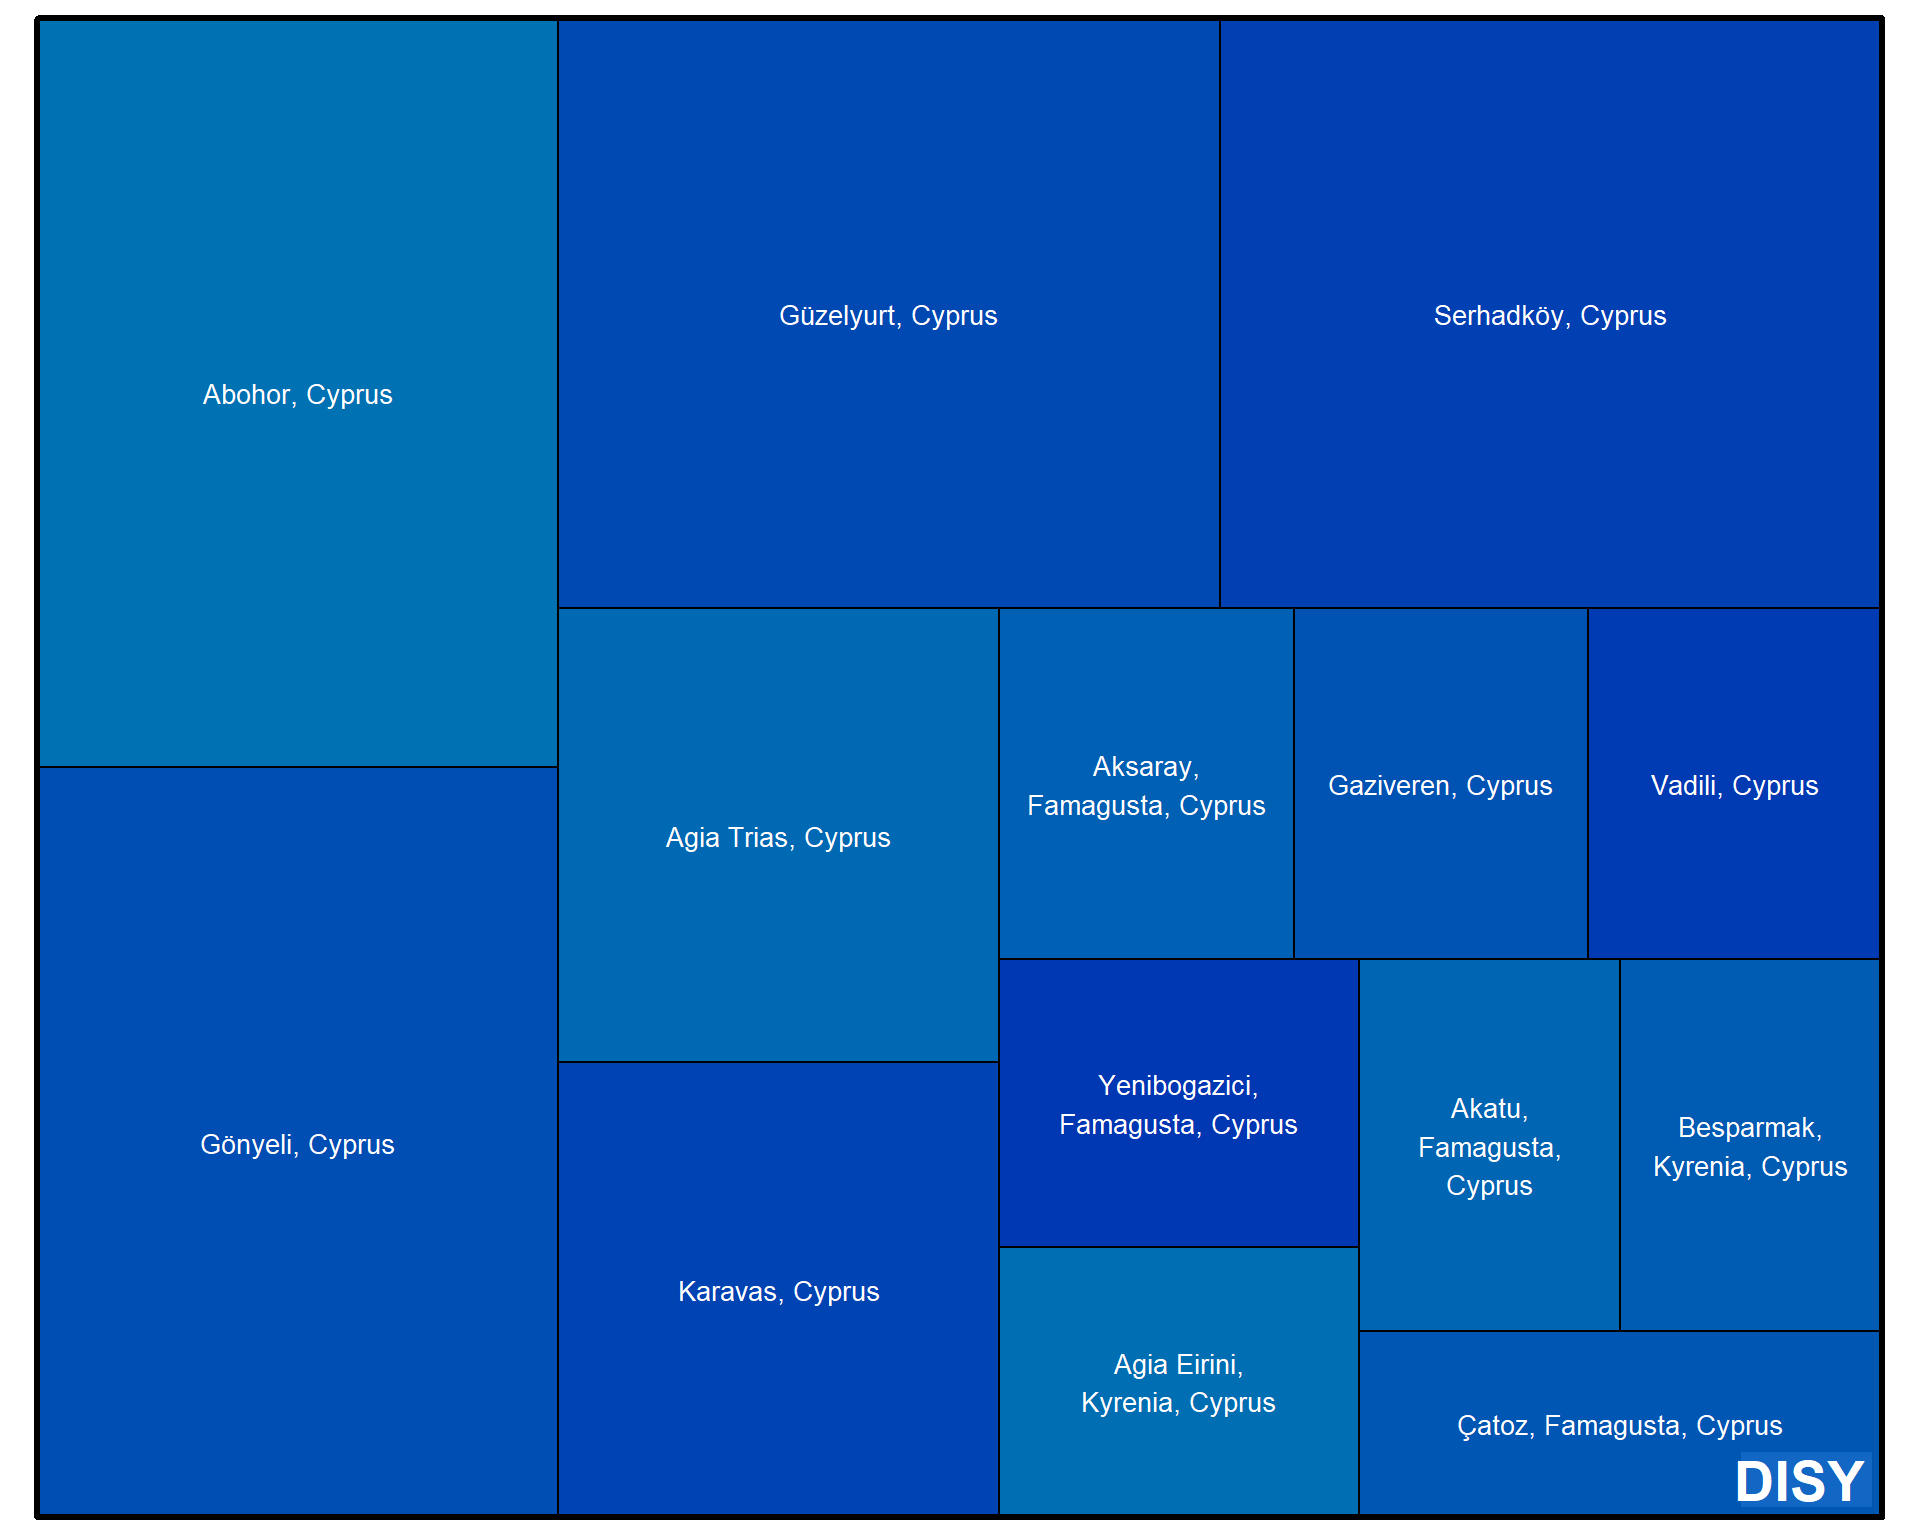 Abohor, Cyprus
Güzelyurt, Cyprus
Serhadköy, Cyprus
Gönyeli, Cyprus
Agia Trias, Cyprus
Karavas, Cyprus
Aksaray,
Famagusta, Cyprus
Gaziveren, Cyprus
Vadili, Cyprus
Yenibogazici,
Famagusta, Cyprus
Agia Eirini,
Kyrenia, Cyprus
Akatu,
Famagusta,
Cyprus
Besparmak,
Kyrenia, Cyprus
Çatoz, Famagusta, Cyprus
DISY